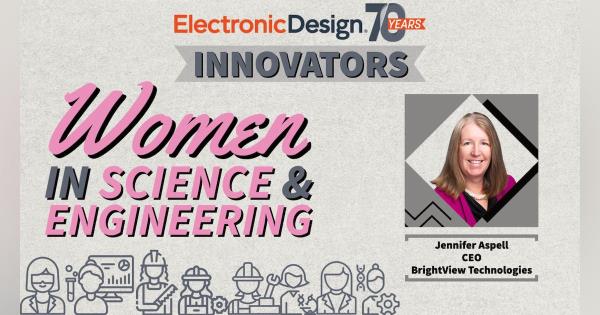 ElectronicDesign. 70 YEARS
INNOVATORS
Women
IN SCIENCE &
ENGINEERING
Jennifer Aspell
CEO
BrightView Technologies